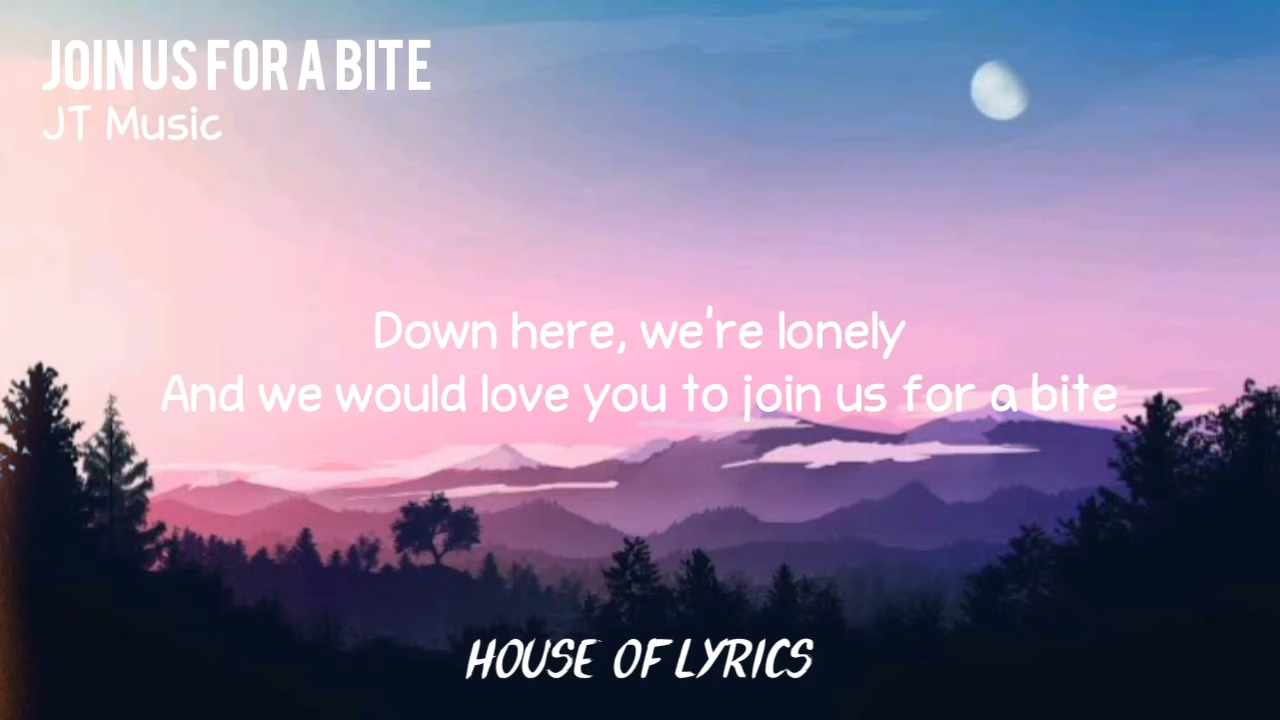 JOIN US FOR A BITE
JT Music
Down here, we're lonely
And we would love you to join us for a bite
HOUSE OF LYRICS